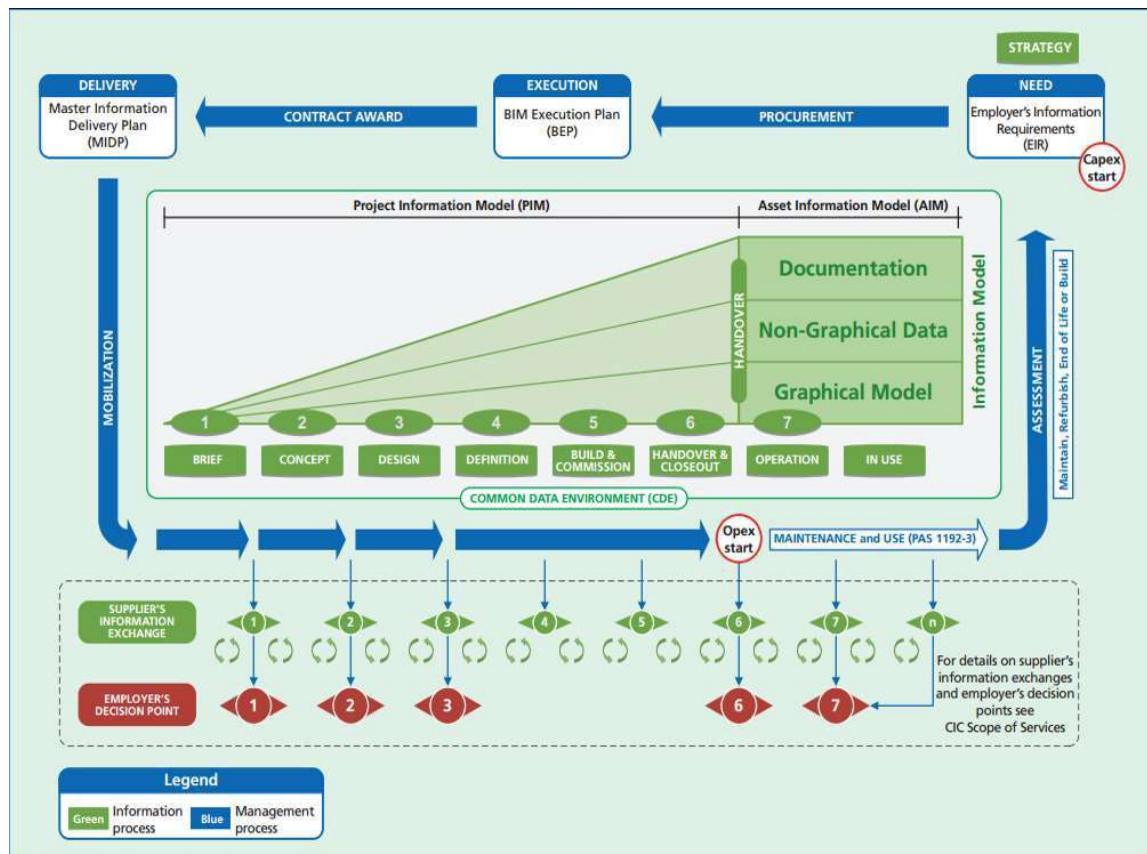 STRATEGY
DELIVERY
Master Information
Delivery Plan
(MIDP)
CONTRACT AWARD
EXECUTION
BIM Execution Plan
(BEP)
PROCUREMENT
NEED
Employer's Information
Requirements
(EIR)
Capex
start
Project Information Model (PIM)
Asset Information Model (AIM)
MOBILIZATION
HANDOVER
Documentation
Non-Graphical Data
Graphical Model
Information Model
ASSESSMENT
Maintain, Refurbish, End of Life or Build
1
2
3
4
5
6
7
BRIEF
CONCEPT
DESIGN
DEFINITION
BUILD &
COMMISSION
HANDOVER &
CLOSEOUT
OPERATION
IN USE
COMMON DATA ENVIRONMENT (CDE)
Opex
start
MAINTENANCE and USE (PAS 1192-3)
SUPPLIER'S
INFORMATION
EXCHANGE
1
2
3
4
5
6
7
n
EMPLOYER'S
DECISION POINT
1
2
3
6
7
For details on supplier's
information exchanges
and employer's decision
points see
CIC Scope of Services
Legend
Green
Information
process
Blue
Management
process